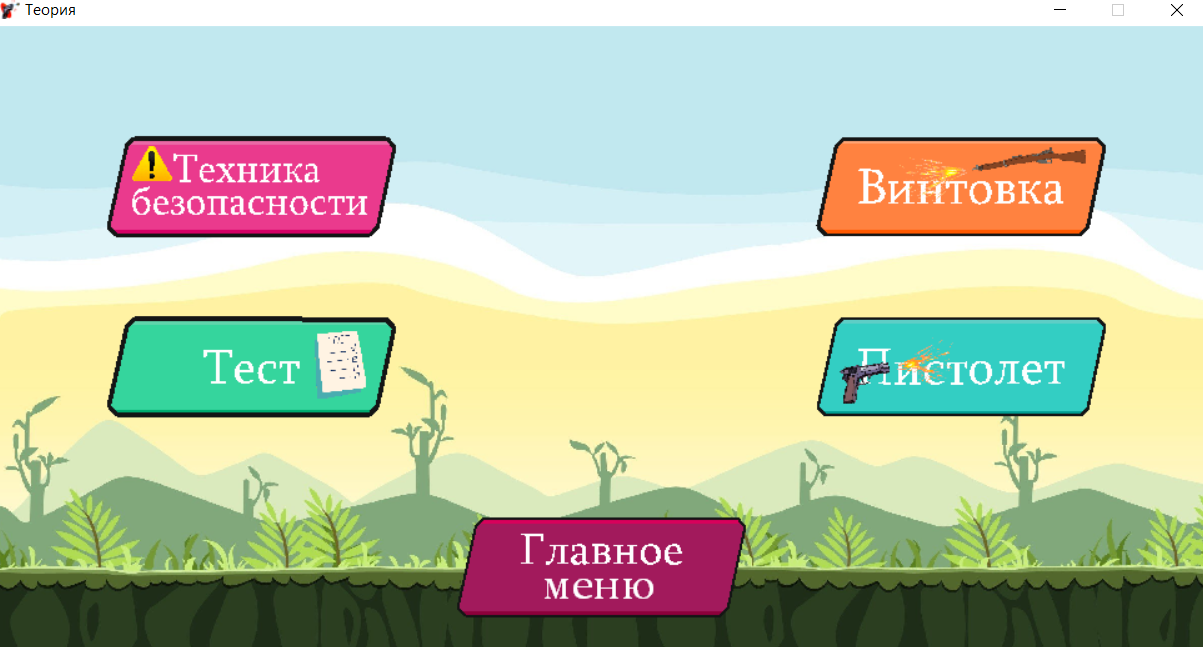 Теория
Техника
безопасности
Винтовка
Тест
Пистолет
Главное
меню